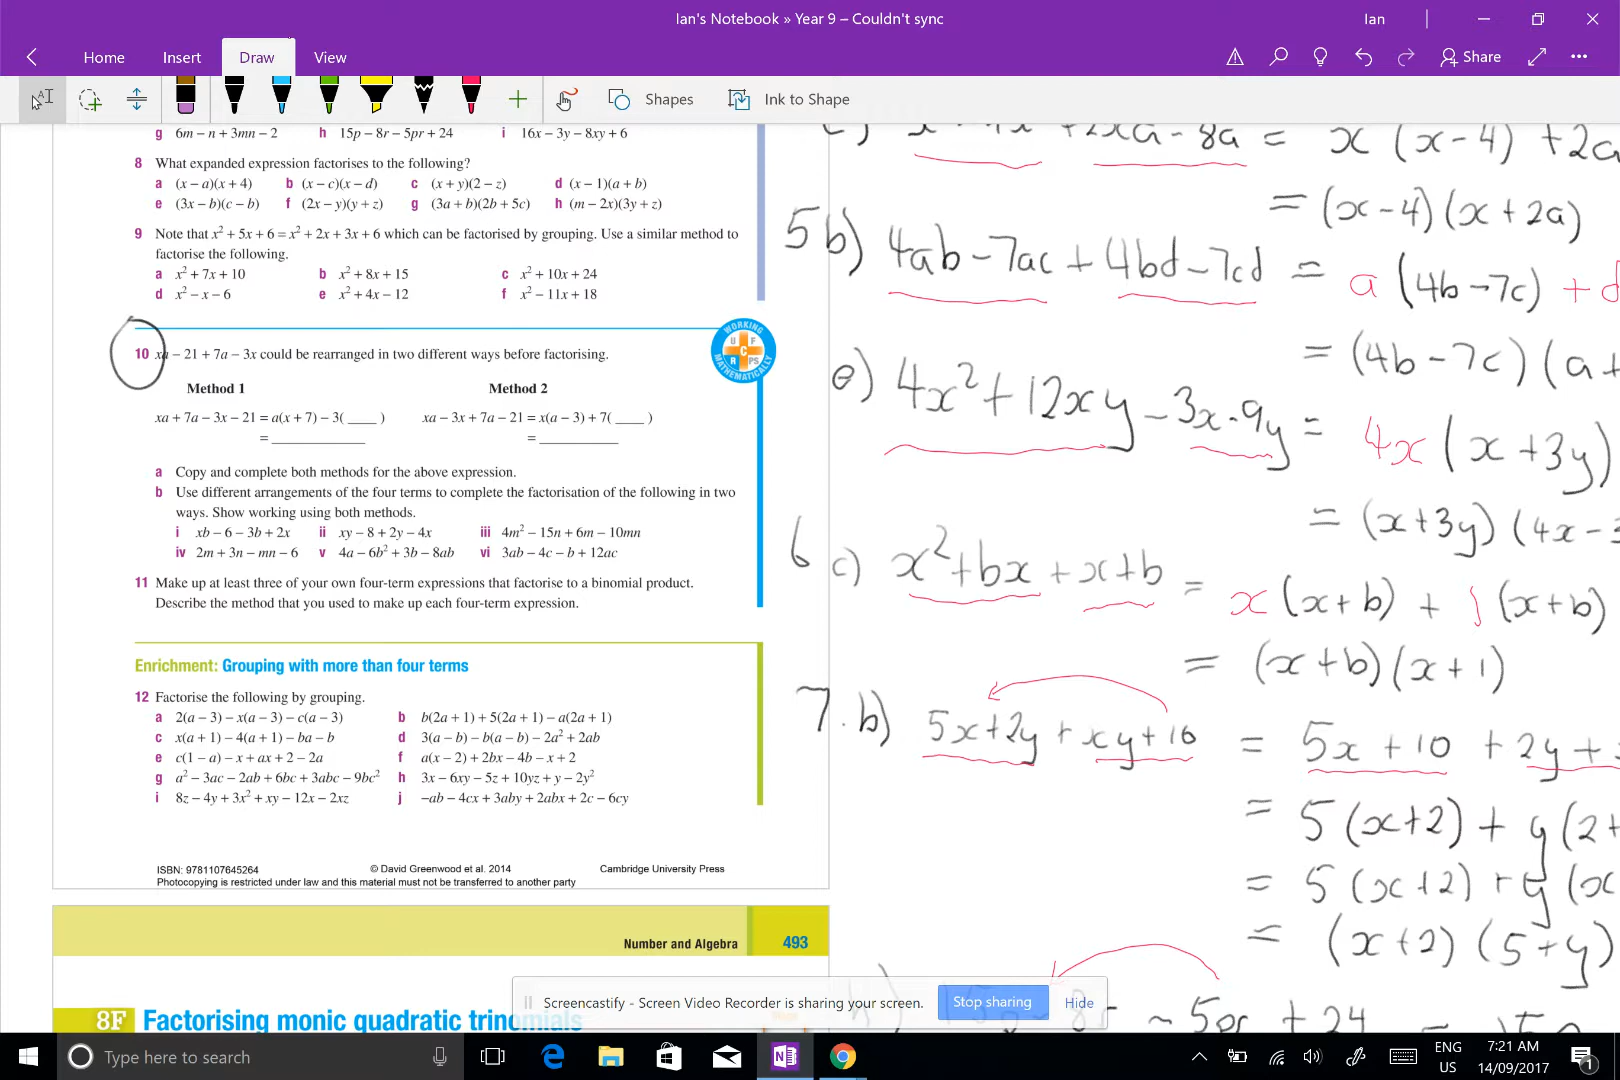 Ian's Notebook » Year 9 – Couldn't sync
Ian
Home Insert Draw View
Share
Shapes Ink to Shape
g 6m − n + 3mn − 2 h 15p − 8r − 5pr + 24 i 16x − 3y − 8xy + 6
8 What expanded expression factorises to the following?
a (x − a)(x + 4) b (x − c)(x − d) c (x + y)(2 − z) d (x − 1)(a + b)
e (3x − b)(c − b) f (2x − y)(y + z) g (3a + b)(2b + 5c) h (m − 2x)(3y + z)
9 Note that x² + 5x + 6 = x² + 2x + 3x + 6 which can be factorised by grouping. Use a similar method to
factorise the following.
a x² + 7x + 10 b x² + 8x + 15 c x² + 10x + 24
d x² − x − 6 e x² + 4x − 12 f x² − 11x + 18
WORKING MATHEMATICALLY
U F C R PS
10 xa − 21 + 7a − 3x could be rearranged in two different ways before factorising.
Method 1 Method 2
xa + 7a − 3x − 21 = a(x + 7) − 3( ____ ) xa − 3x + 7a − 21 = x(a − 3) + 7( ____ )
= ______________ = ____________
a Copy and complete both methods for the above expression.
b Use different arrangements of the four terms to complete the factorisation of the following in two
ways. Show working using both methods.
i xb − 6 − 3b + 2x ii xy − 8 + 2y − 4x iii 4m² − 15n + 6m − 10mn
iv 2m + 3n − mn − 6 v 4a − 6b² + 3b − 8ab vi 3ab − 4c − b + 12ac
11 Make up at least three of your own four-term expressions that factorise to a binomial product.
Describe the method that you used to make up each four-term expression.
Enrichment: Grouping with more than four terms
12 Factorise the following by grouping.
a 2(a − 3) − x(a − 3) − c(a − 3) b b(2a + 1) + 5(2a + 1) − a(2a + 1)
c x(a + 1) − 4(a + 1) − ba − b d 3(a − b) − b(a − b) − 2a² + 2ab
e c(1 − a) − x + ax + 2 − 2a f a(x − 2) + 2bx − 4b − x + 2
g a² − 3ac − 2ab + 6bc + 3abc − 9bc² h 3x − 6xy − 5z + 10yz + y − 2y²
i 8z − 4y + 3x² + xy − 12x − 2xz j −ab − 4cx + 3aby + 2abx + 2c − 6cy
ISBN: 9781107645264 © David Greenwood et al. 2014 Cambridge University Press
Photocopying is restricted under law and this material must not be transferred to another party
Number and Algebra 493
8F Factorising monic quadratic trinomials
+ 2xa − 8a = x (x − 4) + 2a
= (x − 4) (x + 2a)
5 b) 4ab − 7ac + 4bd − 7cd = a (4b − 7c) + d
= (4b − 7c) (a +
e) 4x² + 12xy − 3x - 9y = 4x (x + 3y)
= (x + 3y) (4x − 3
6 c) x² + bx + x + b = x (x + b) + 1 (x + b)
= (x + b) (x + 1)
7. b) 5x + 2y + xy + 10 = 5x + 10 + 2y +
= 5 (x + 2) + y (2 +
= 5 (x + 2) + y (x
= (x + 2) (5 + y)
− 8r − 5pr + 24 = 15p
Screencastify - Screen Video Recorder is sharing your screen. Stop sharing Hide
Type here to search
ENG
US
7:21 AM
14/09/2017
1